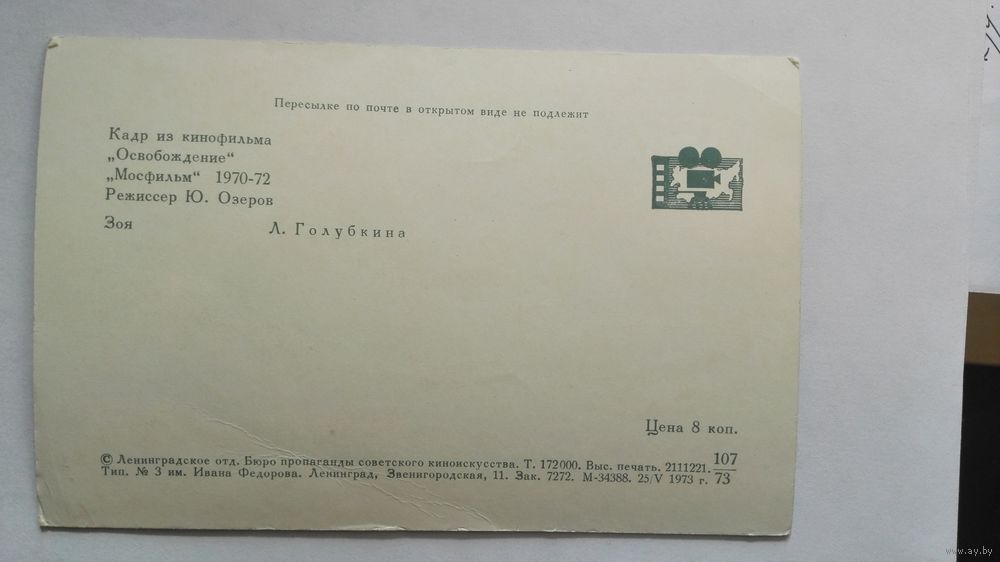 Пересылке по почте в открытом виде не подлежит
Кадр из кинофильма
„Освобождение“
„Мосфильм“ 1970-72
Режиссер Ю. Озеров
Зоя Л. Голубкина
Цена 8 коп.
© Ленинградское отд. Бюро пропаганды советского киноискусства. Т. 172000. Выс. печать. 2111221. 107
Тип. № 3 им. Ивана Федорова. Ленинград, Звенигородская, 11. Зак. 7272. М-34388. 25/V 1973 г. 73
www.ay.by